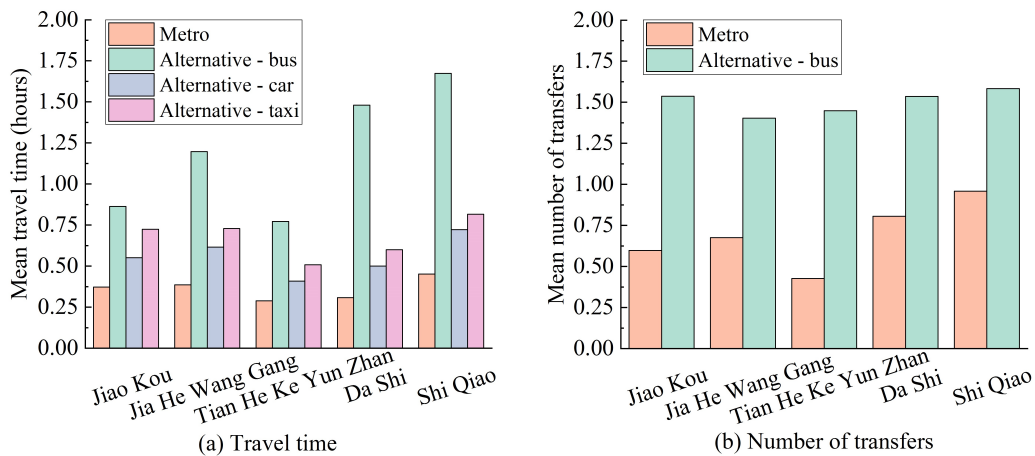 Mean travel time (hours)
2.00
1.75
1.50
1.25
1.00
0.75
0.50
0.25
0.00
Metro
Alternative - bus
Alternative - car
Alternative - taxi
Jiao Kou
Jia He Wang Gang
Tian He Ke Yun Zhan
Da Shi
Shi Qiao
(a) Travel time
Mean number of transfers
2.00
1.75
1.50
1.25
1.00
0.75
0.50
0.25
0.00
Metro
Alternative - bus
Jiao Kou
Jia He Wang Gang
Tian He Ke Yun Zhan
Da Shi
Shi Qiao
(b) Number of transfers